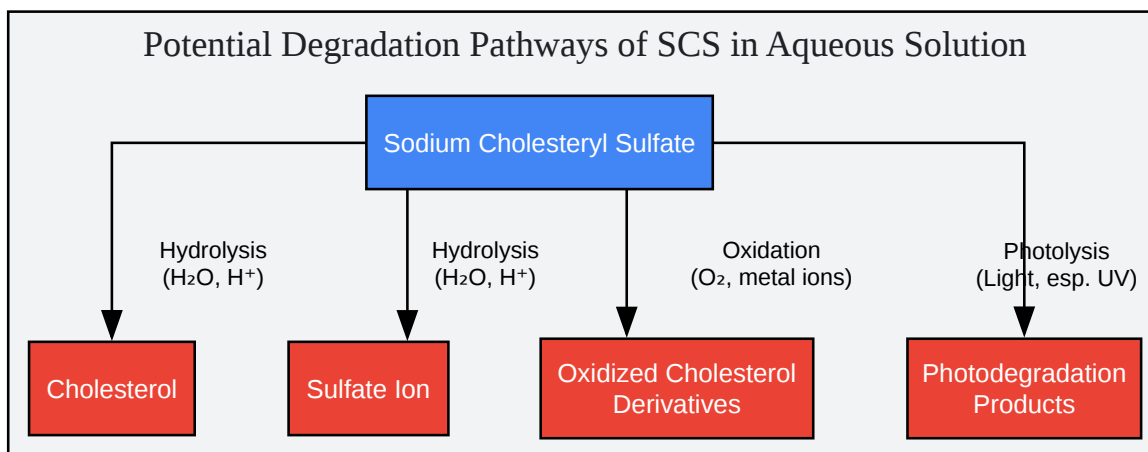 Potential Degradation Pathways of SCS in Aqueous Solution
Sodium Cholesteryl Sulfate
Hydrolysis
(H₂O, H⁺)
Hydrolysis
(H₂O, H⁺)
Oxidation
(O₂, metal ions)
Photolysis
(Light, esp. UV)
Cholesterol
Sulfate Ion
Oxidized Cholesterol
Derivatives
Photodegradation
Products